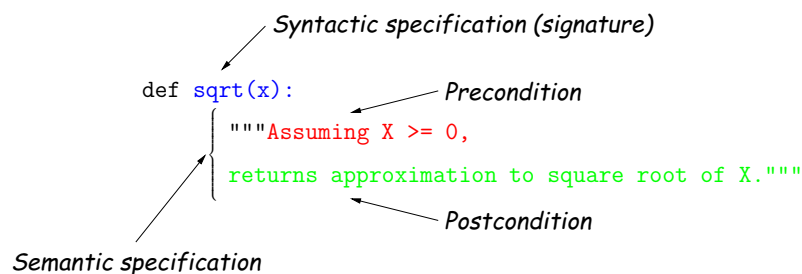 Syntactic specification (signature)
def sqrt(x):
Precondition
"""Assuming X >= 0,
returns approximation to square root of X."""
Postcondition
Semantic specification